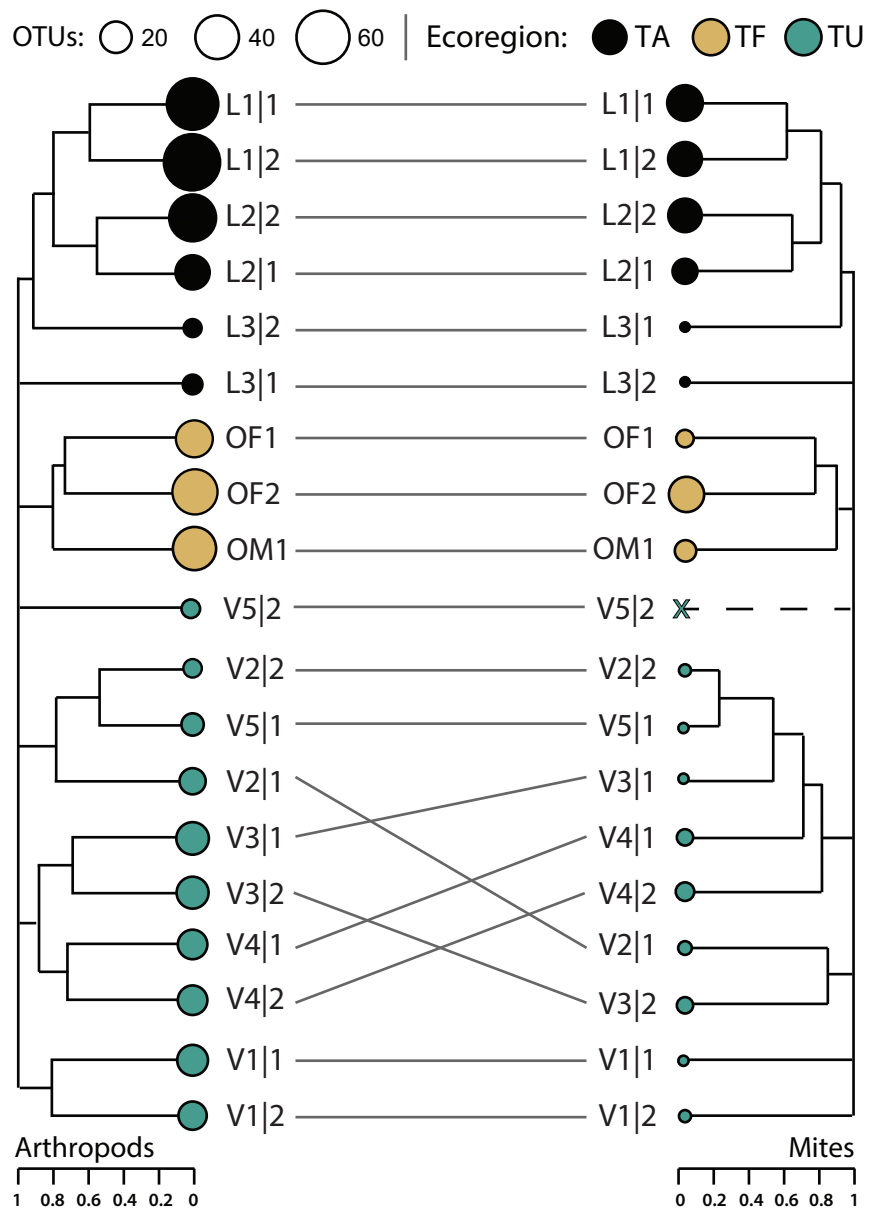 OTUs: 20 40 60 | Ecoregion: TA TF TU
L1|1 L1|1
L1|2 L1|2
L2|2 L2|2
L2|1 L2|1
L3|2 L3|1
L3|1 L3|2
OF1 OF1
OF2 OF2
OM1 OM1
V5|2 V5|2 X
V2|2 V2|2
V5|1 V5|1
V2|1 V3|1
V3|1 V4|1
V3|2 V4|2
V4|1 V2|1
V4|2 V3|2
V1|1 V1|1
V1|2 V1|2
Arthropods Mites
1 0.8 0.6 0.4 0.2 0 0 0.2 0.4 0.6 0.8 1